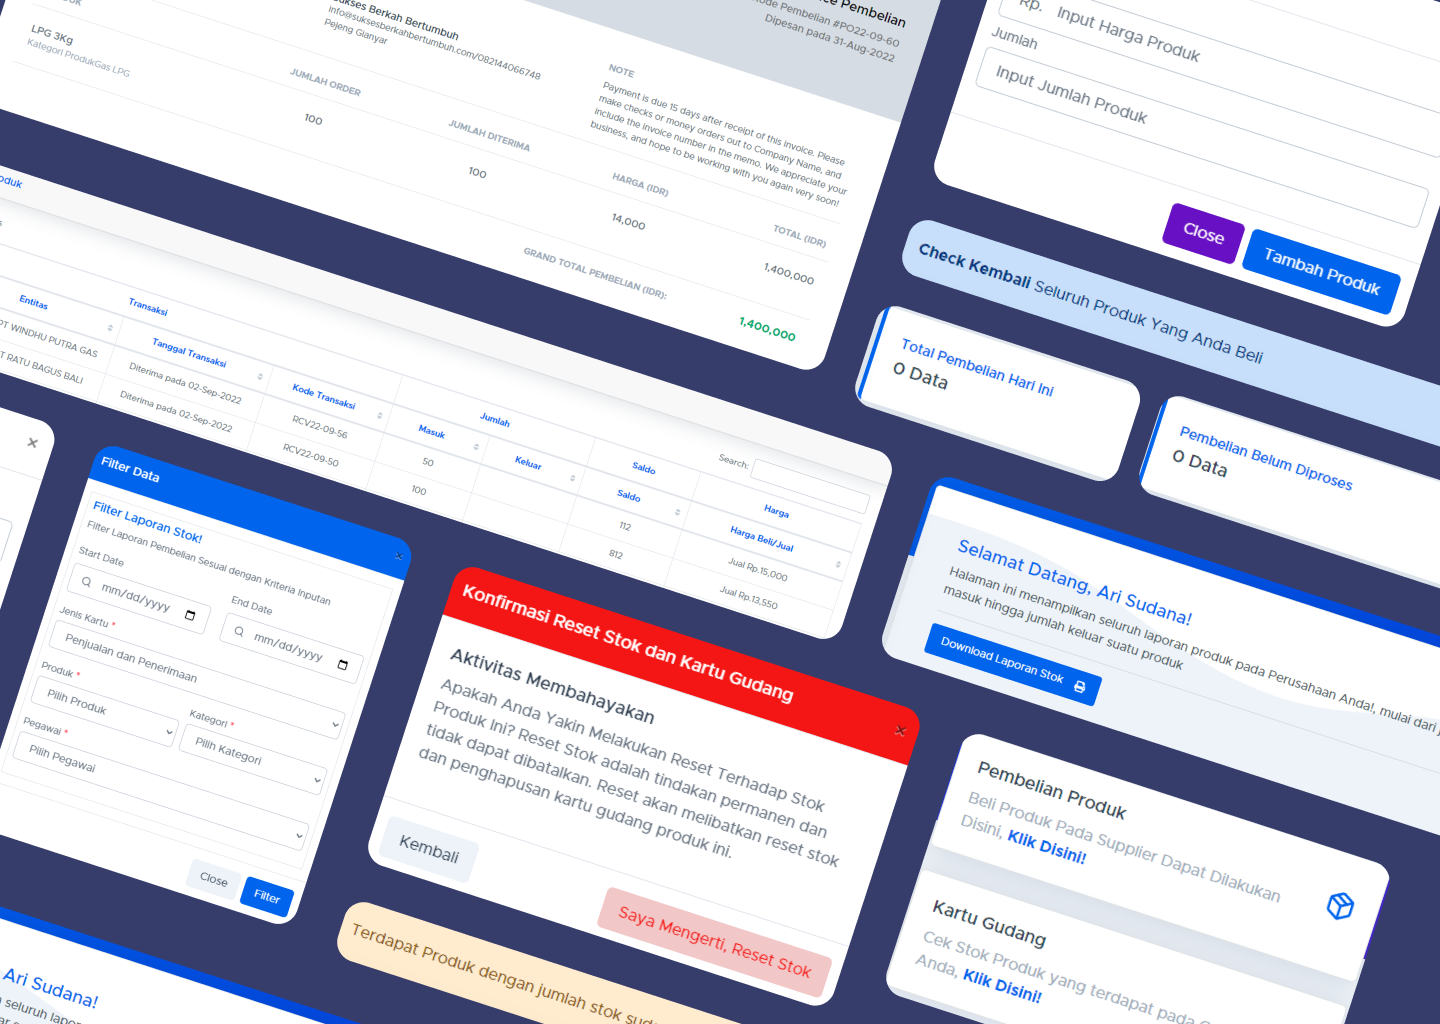 Pembelian
Kode Pembelian #PO22-09-60
Dipesan pada 31-Aug-2022
Sukses Berkah Bertumbuh
info@suksesberkahbertumbuh.com/082144066748
Pejeng Gianyar
NOTE
Payment is due 15 days after receipt of this invoice. Please
make checks or money orders out to Company Name, and
include the invoice number in the memo. We appreciate your
business, and hope to be working with you again very soon!
LPG 3Kg
Kategori ProdukGas LPG
JUMLAH ORDER
100
JUMLAH DITERIMA
100
HARGA (IDR)
14,000
TOTAL (IDR)
1,400,000
GRAND TOTAL PEMBELIAN (IDR):
1,400,000
Rp. Input Harga Produk
Jumlah
Input Jumlah Produk
Close
Tambah Produk
Check Kembali Seluruh Produk Yang Anda Beli
Total Pembelian Hari Ini
0 Data
Pembelian Belum Diproses
0 Data
Search:
Entitas
Transaksi
Jumlah
Saldo
Harga
Tanggal Transaksi
Kode Transaksi
Masuk
Keluar
Saldo
Harga Beli/Jual
PT WINDHU PUTRA GAS
Diterima pada 02-Sep-2022
RCV22-09-56
50
112
Jual Rp.15,000
RATU BAGUS BALI
Diterima pada 02-Sep-2022
RCV22-09-50
100
812
Jual Rp.13,550
Filter Data
Filter Laporan Stok!
Filter Laporan Pembelian Sesuai dengan Kriteria Inputan
Start Date
mm/dd/yyyy
End Date
mm/dd/yyyy
Jenis Kartu *
Penjualan dan Penerimaan
Produk *
Pilih Produk
Kategori *
Pilih Kategori
Pegawai *
Pilih Pegawai
Close
Filter
Konfirmasi Reset Stok dan Kartu Gudang
Aktivitas Membahayakan
Apakah Anda Yakin Melakukan Reset Terhadap Stok
Produk Ini? Reset Stok adalah tindakan permanen dan
tidak dapat dibatalkan. Reset akan melibatkan reset stok
dan penghapusan kartu gudang produk ini.
Kembali
Saya Mengerti, Reset Stok
Selamat Datang, Ari Sudana!
Halaman ini menampilkan seluruh laporan produk pada Perusahaan Anda!, mulai dari
masuk hingga jumlah keluar suatu produk
Download Laporan Stok
Pembelian Produk
Beli Produk Pada Supplier Dapat Dilakukan
Disini, Klik Disini!
Kartu Gudang
Cek Stok Produk yang terdapat pada
Anda, Klik Disini!
Terdapat Produk dengan jumlah stok
Ari Sudana!
seluruh